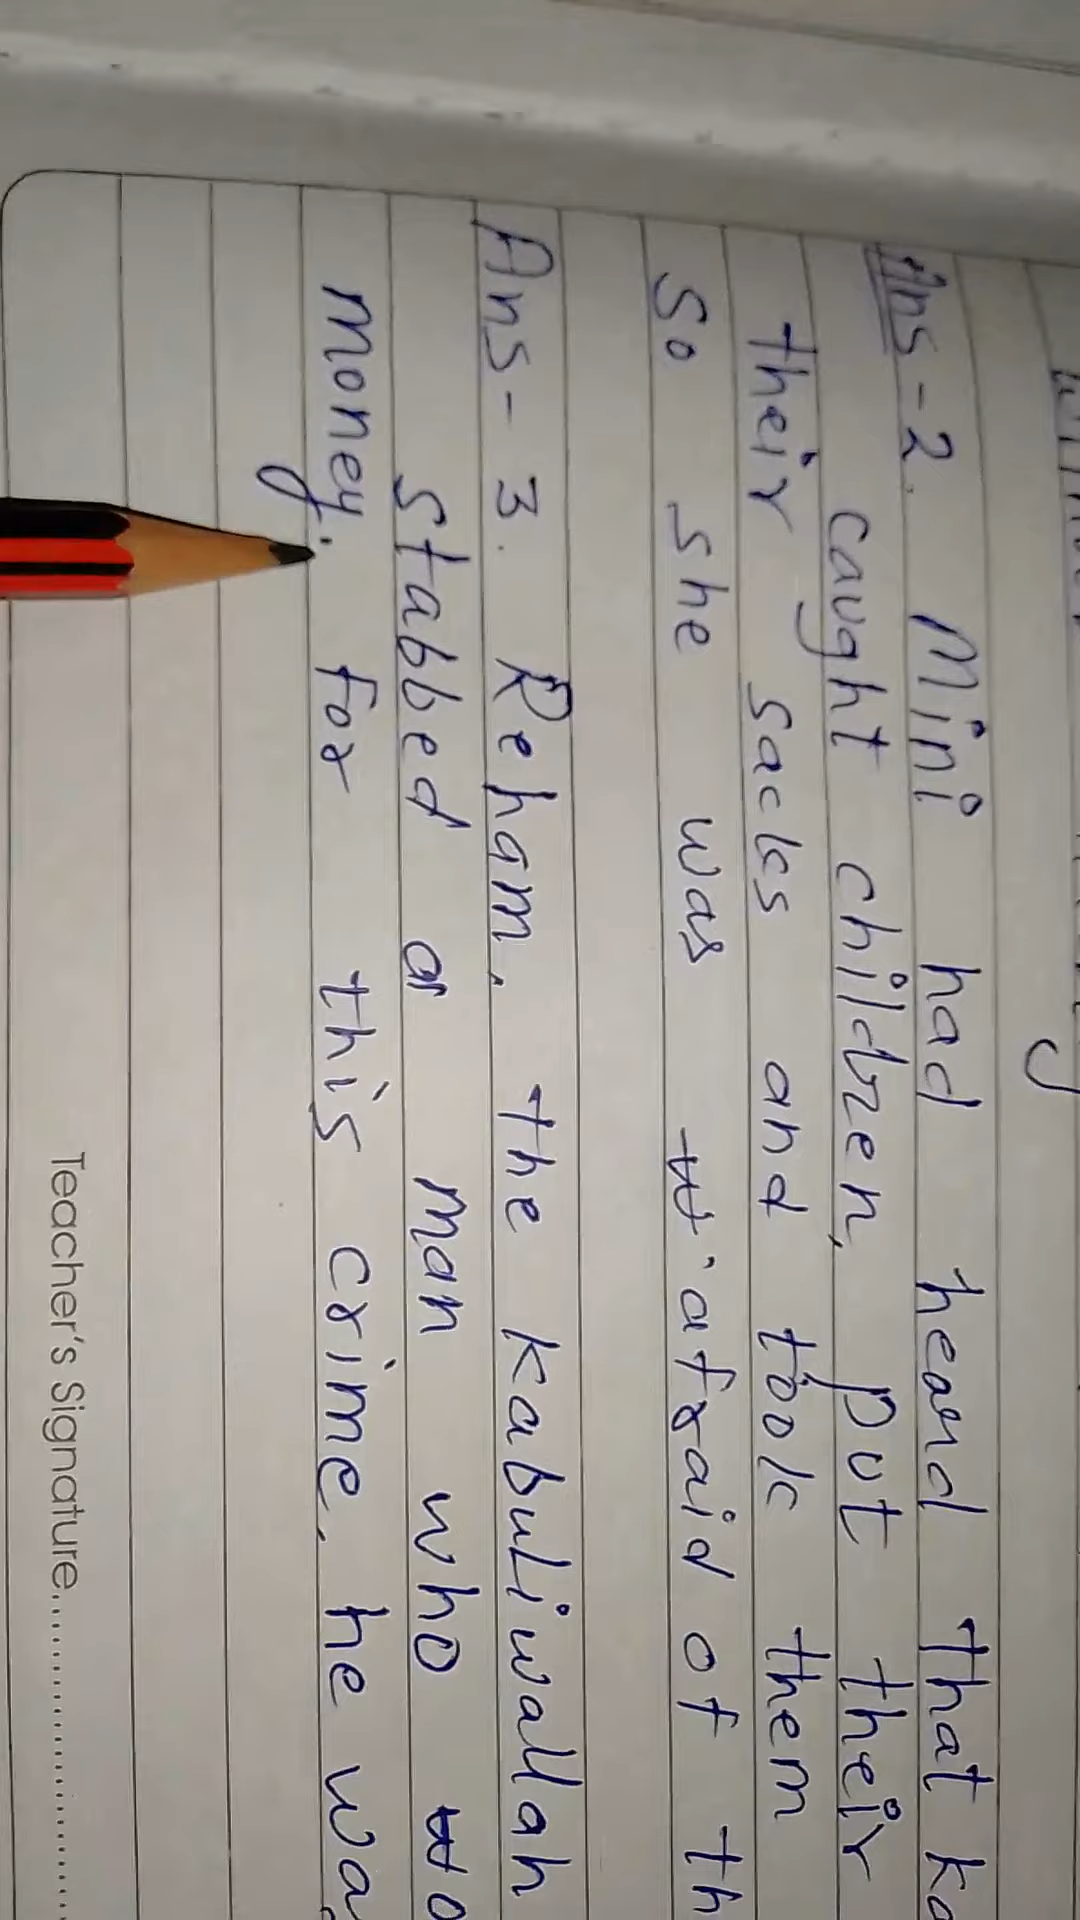 Ans-2. Mini had heard that
caught children, put their
their sacks and took them
So she was afraid of
Ans-3. Reham, the kabuliwallah
stabbed a man who
money. for this crime, he
Teacher's Signature